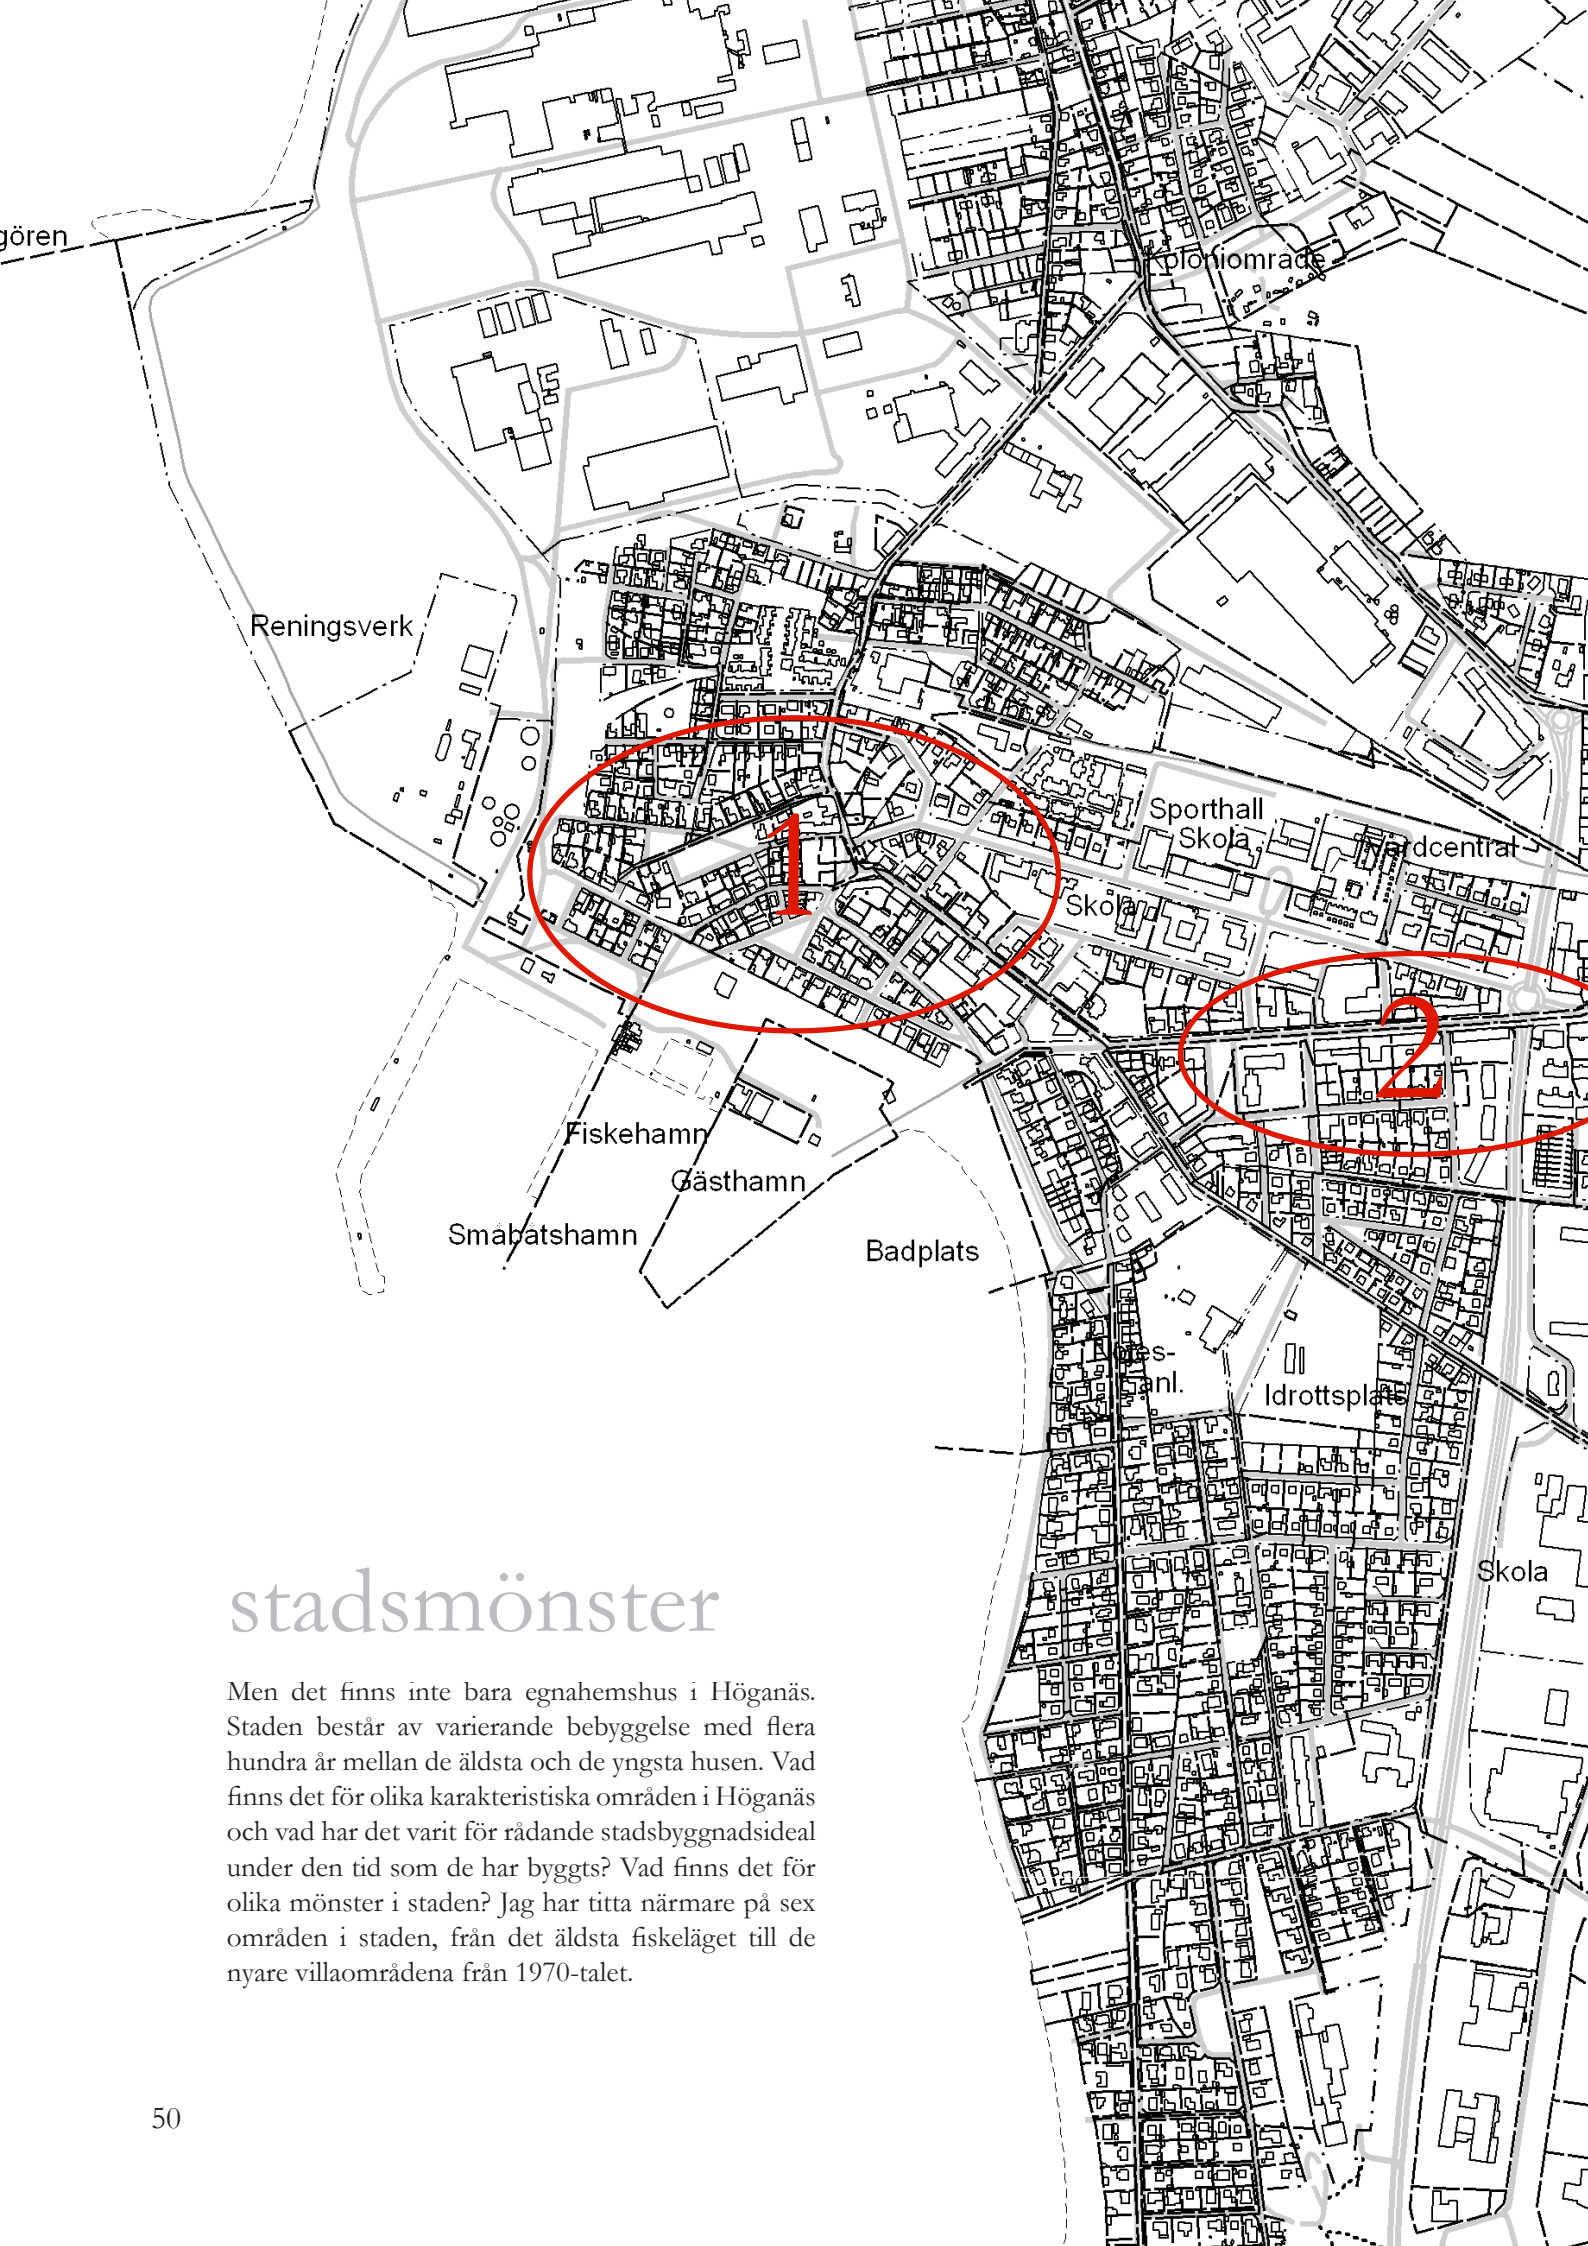 gören
Koloniområde
Reningsverk
Sporthall
Skola
Nordcentral
1
Skola
2
Fiskehamn
Gästhamn
Småbåtshamn
Badplats
anl.
Idrottsplats
Skola
stadsmönster
Men det finns inte bara egnahemshus i Höganäs.
Staden består av varierande bebyggelse med flera
hundra år mellan de äldsta och de yngsta husen. Vad
finns det för olika karakteristiska områden i Höganäs
och vad har det varit för rådande stadsbyggnadsideal
under den tid som de har byggts? Vad finns det för
olika mönster i staden? Jag har titta närmare på sex
områden i staden, från det äldsta fiskeläget till de
nyare villaområdena från 1970-talet.
50